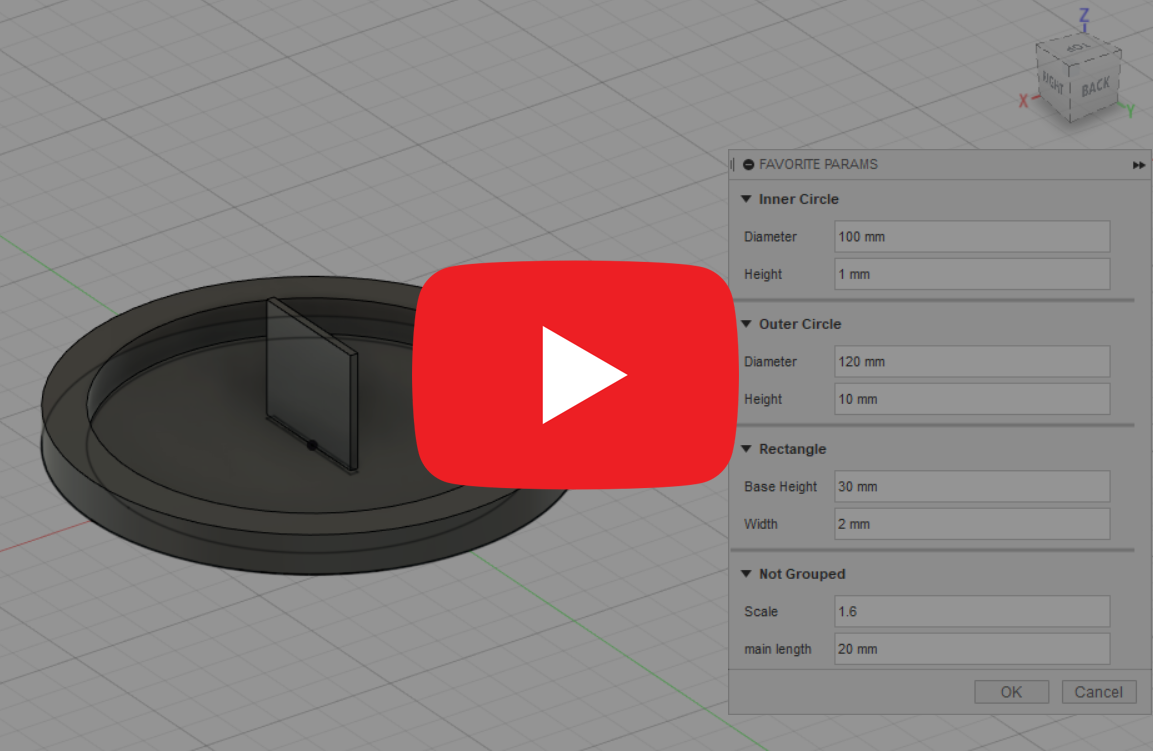 Z
TOP
RIGHT
BACK
X
Y
FAVORITE PARAMS
Inner Circle
Diameter 100 mm
Height 1 mm
Outer Circle
Diameter 120 mm
Height 10 mm
Rectangle
Base Height 30 mm
Width 2 mm
Not Grouped
Scale 1.6
main length 20 mm
OK Cancel